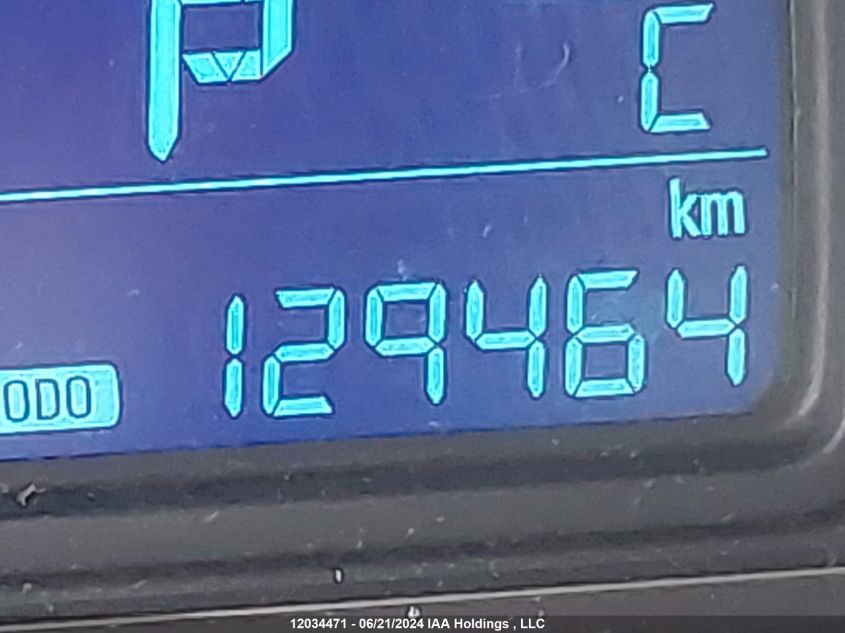 P C
km
ODO 129464
12034471 - 06/21/2024 IAA Holdings , LLC